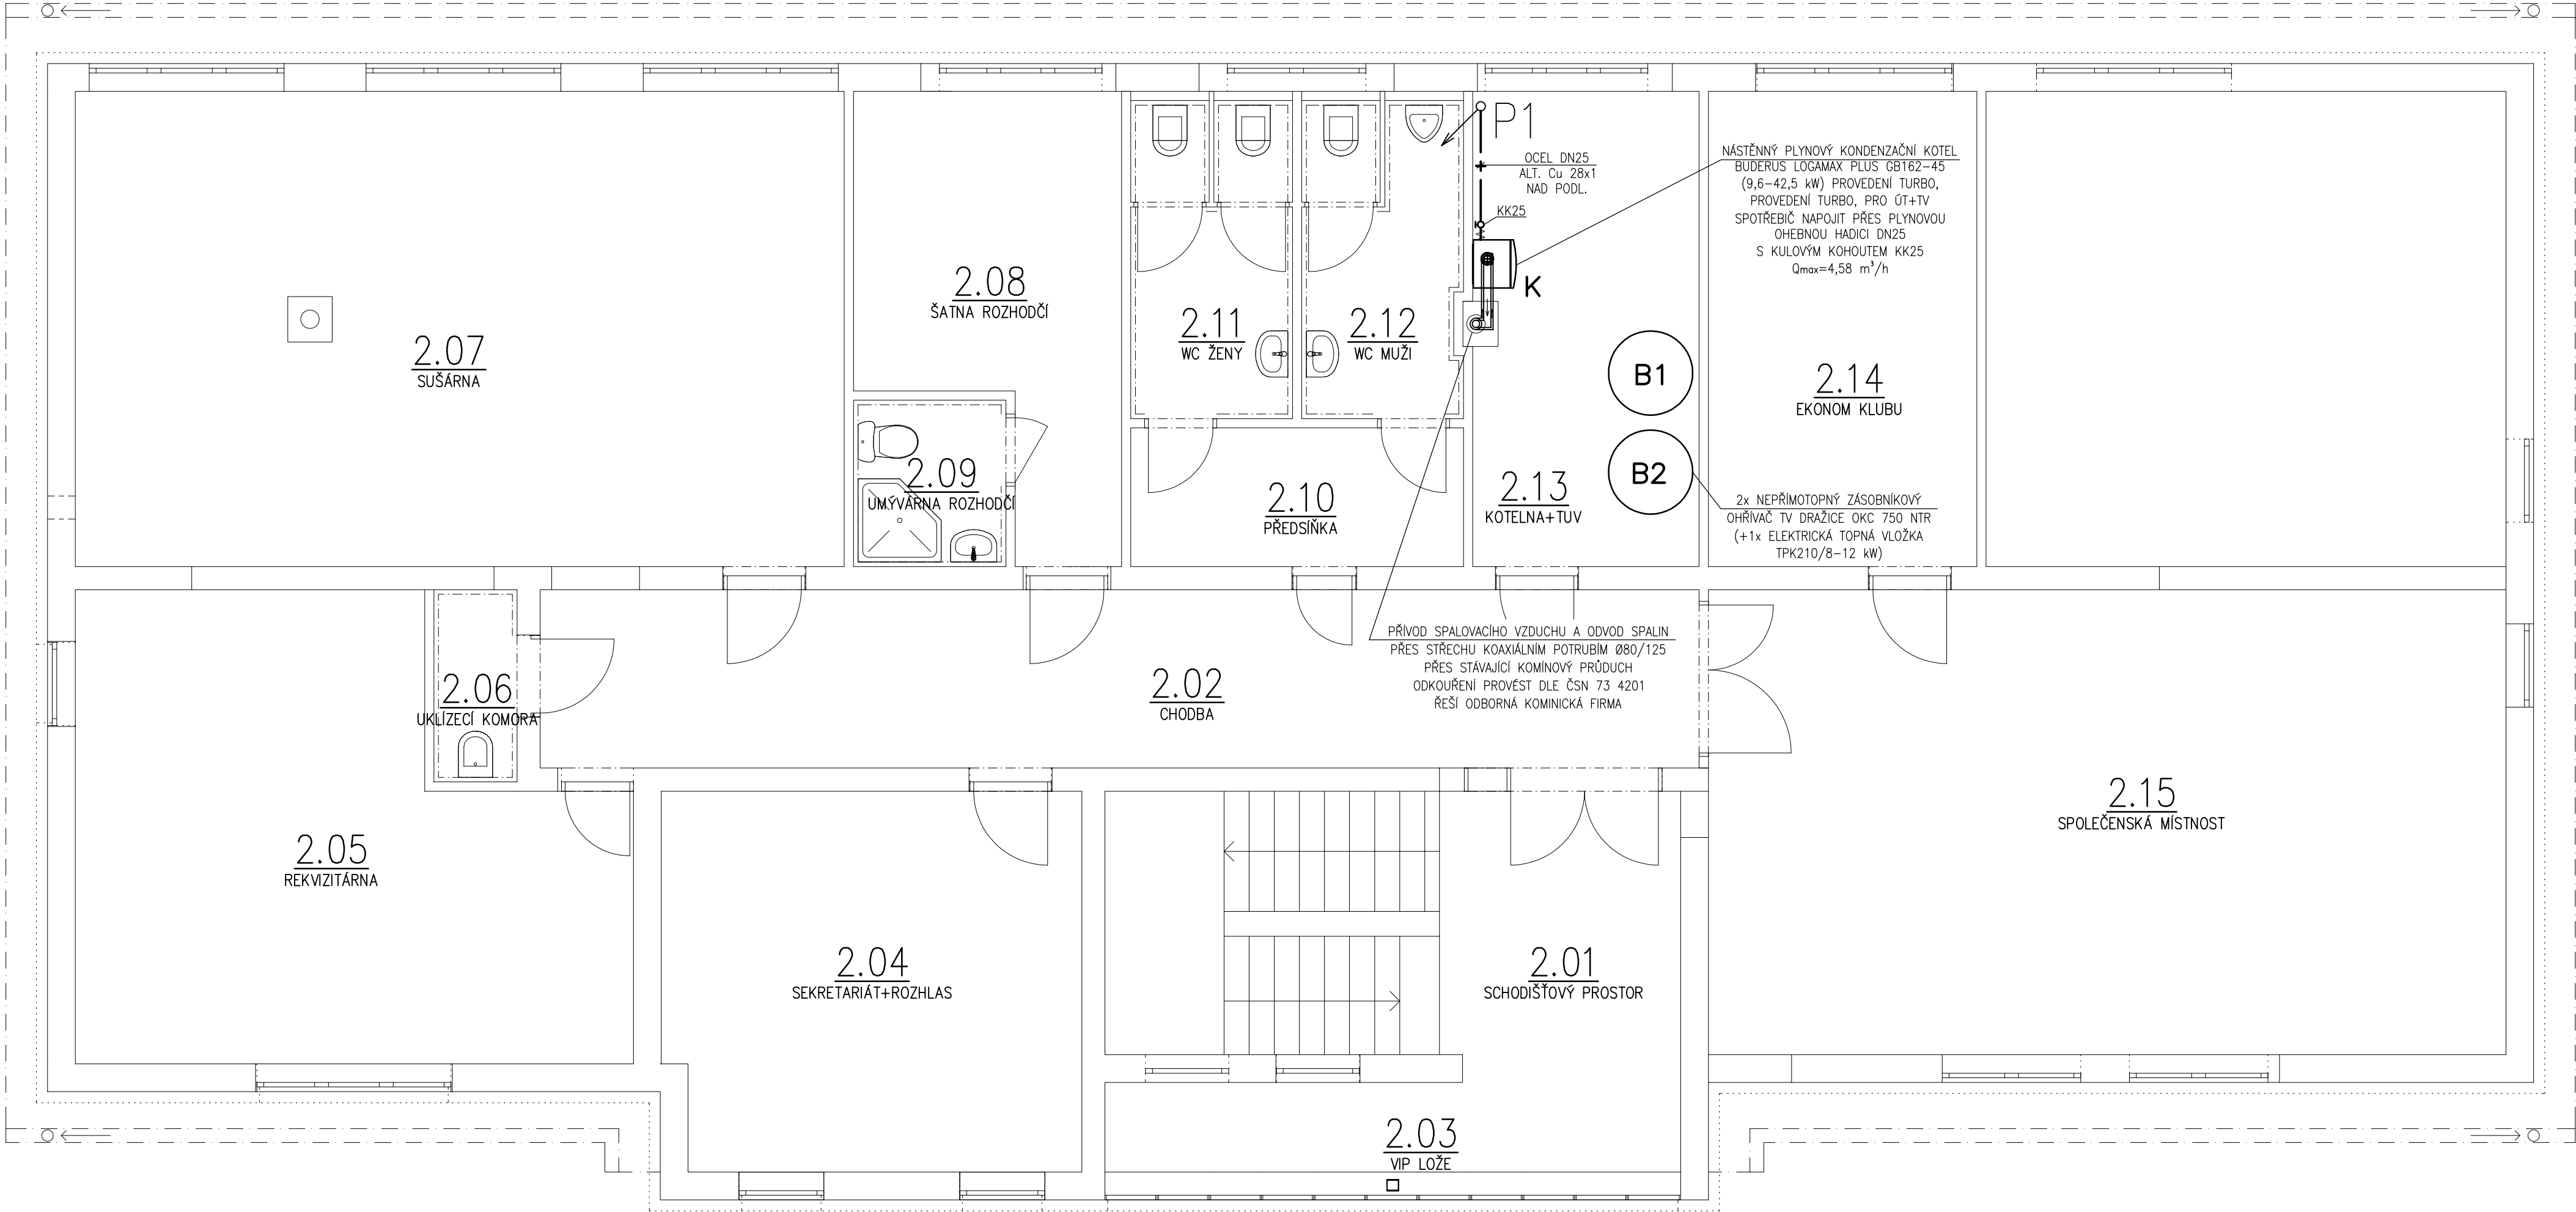 P1
OCEL DN25
ALT. Cu 28x1
NAD PODL.
KK25
K
NÁSTĚNNÝ PLYNOVÝ KONDENZAČNÍ KOTEL
BUDERUS LOGAMAX PLUS GB162-45
(9,6-42,5 kW) PROVEDENÍ TURBO,
PROVEDENÍ TURBO, PRO ÚT+TV
SPOTŘEBIČ NAPOJIT PŘES PLYNOVOU
OHEBNOU HADICI DN25
S KULOVÝM KOHOUTEM KK25
Qmax=4,58 m³/h
2.07
SUŠÁRNA
2.08
ŠATNA ROZHODČÍ
2.11
WC ŽENY
2.12
WC MUŽI
B1
B2
2.14
EKONOM KLUBU
2.09
UMÝVÁRNA ROZHODČÍ
2.10
PŘEDSÍŇKA
2.13
KOTELNA+TUV
2x NEPŘÍMOTOPNÝ ZÁSOBNÍKOVÝ
OHŘÍVAČ TV DRAŽICE OKC 750 NTR
(+1x ELEKTRICKÁ TOPNÁ VLOŽKA
TPK210/8-12 kW)
PŘÍVOD SPALOVACÍHO VZDUCHU A ODVOD SPALIN
PŘES STŘECHU KOAXIÁLNÍM POTRUBÍM Ø80/125
PŘES STÁVAJÍCÍ KOMÍNOVÝ PRŮDUCH
ODKOUŘENÍ PROVÉST DLE ČSN 73 4201
ŘEŠÍ ODBORNÁ KOMINICKÁ FIRMA
2.06
UKLÍZECÍ KOMORA
2.02
CHODBA
2.05
REKVIZITÁRNA
2.15
SPOLEČENSKÁ MÍSTNOST
2.04
SEKRETARIÁT+ROZHLAS
2.01
SCHODIŠŤOVÝ PROSTOR
2.03
VIP LOŽE